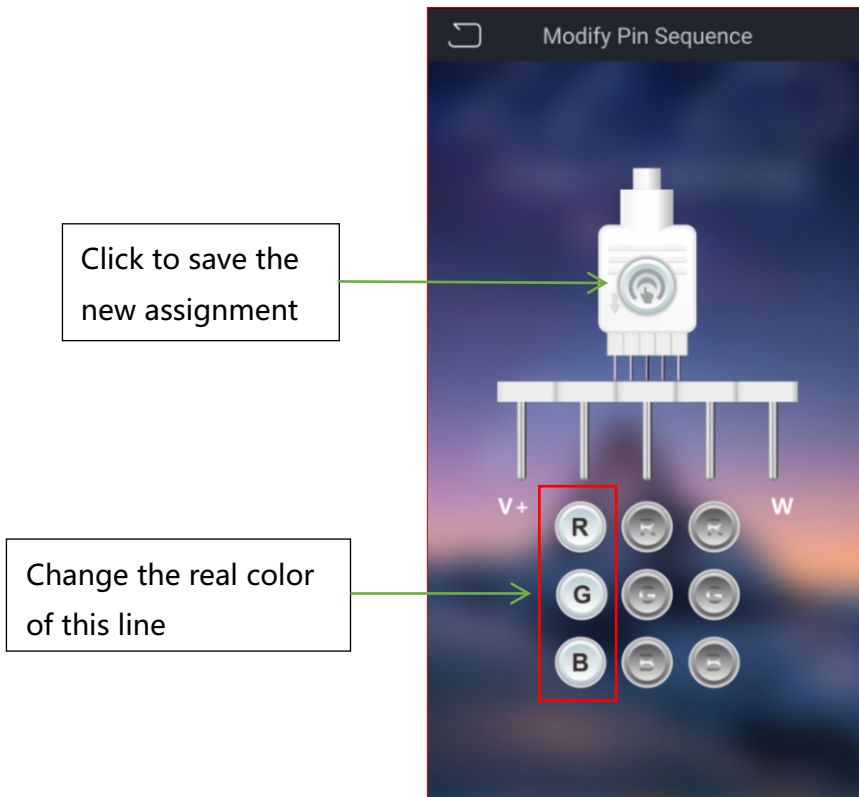 Modify Pin Sequence
Click to save the
new assignment
V+
W
R R R
Change the real color
of this line
G G G
B B B